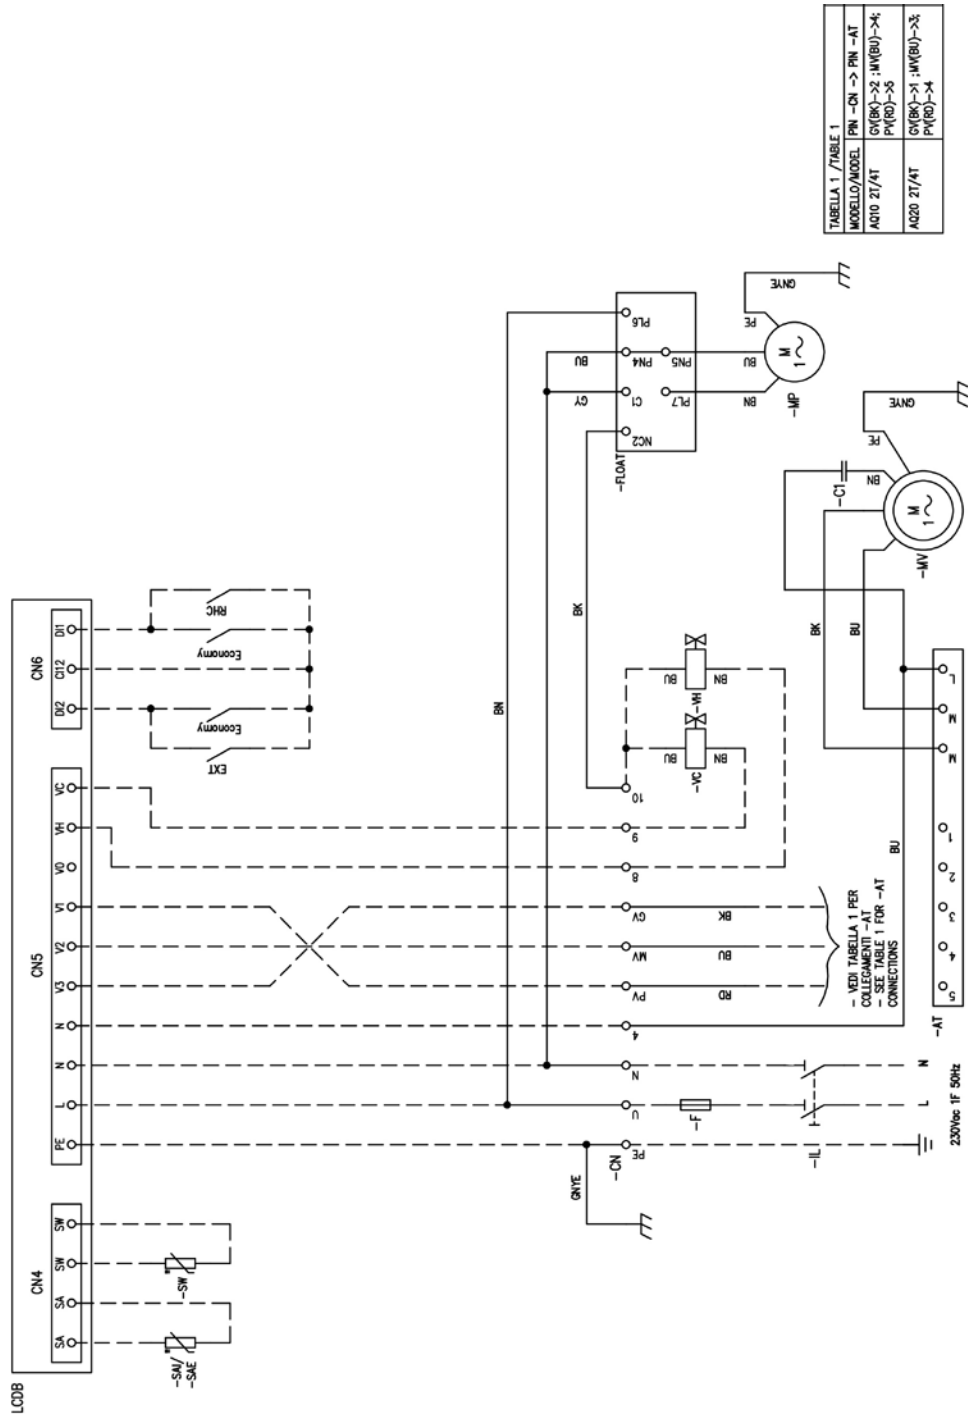 LCDB
CN4
CN5
CN6
SA
SA
SW
SW
PE
L
N
N
V3
V2
V1
V0
VH
VC
DI2
CI12
DI1
-SAI/
-SAE
-SW
EXT
Economy
Economy
RHC
BN
GNYE
BK
GY
BU
-CN
-FLOAT
PE
U
N
4
PV
MV
GV
8
9
10
NC2
C1
PN4
PL6
PL7
PN5
-F
RD
BU
BK
-VC
BU
BN
-VH
BU
BN
BN
BU
PE
GNYE
-MP
M
1
-IL
- VEDI TABELLA 1 PER
COLLEGAMENTI -AT
- SEE TABLE 1 FOR -AT
CONNECTIONS
BU
BK
BU
-C1
BN
PE
GNYE
-MV
M
1
L
N
230Vac 1F 50Hz
-AT
5
4
3
2
1
M
M
L
TABELLA 1 /TABLE 1
MODELLO/MODEL PIN -CN -> PIN -AT
AQ10 2T/4T GV(BK)->2 ;MV(BU)->4;
PV(RD)->5
AQ20 2T/4T GV(BK)->1 ;MV(BU)->3;
PV(RD)->4